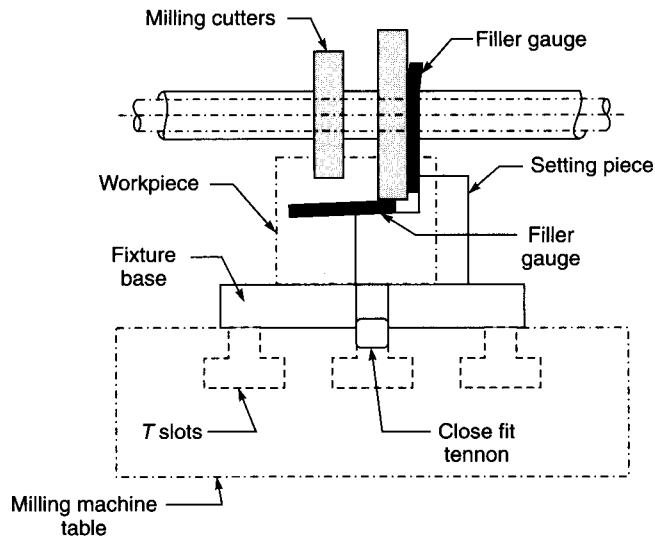 Milling cutters
Filler gauge
Setting piece
Workpiece
Filler
gauge
Fixture
base
T slots
Close fit
tennon
Milling machine
table